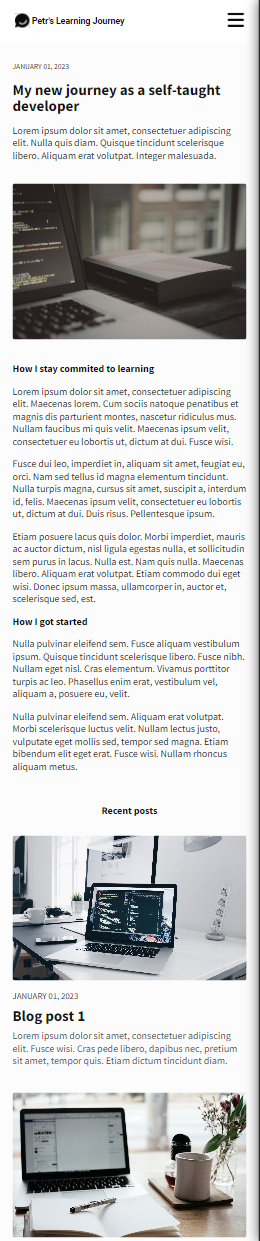 Petr's Learning Journey
JANUARY 01, 2023
My new journey as a self-taught
developer
Lorem ipsum dolor sit amet, consectetuer adipiscing
elit. Nulla quis diam. Quisque tincidunt scelerisque
libero. Aliquam erat volutpat. Integer malesuada.
How I stay commited to learning
Lorem ipsum dolor sit amet, consectetuer adipiscing
elit. Maecenas lorem. Cum sociis natoque penatibus et
magnis dis parturient montes, nascetur ridiculus mus.
Nullam faucibus mi quis velit. Maecenas ipsum velit,
consectetuer eu lobortis ut, dictum at dui. Fusce wisi.
Fusce dui leo, imperdiet in, aliquam sit amet, feugiat eu,
orci. Nam sed tellus id magna elementum tincidunt.
Nulla turpis magna, cursus sit amet, suscipit a, interdum
id, felis. Maecenas ipsum velit, consectetuer eu lobortis
ut, dictum at dui. Duis risus. Pellentesque ipsum.
Etiam posuere lacus quis dolor. Morbi imperdiet, mauris
ac auctor dictum, nisl ligula egestas nulla, et sollicitudin
sem purus in lacus. Nulla est. Nam quis nulla. Maecenas
libero. Aliquam erat volutpat. Etiam commodo dui eget
wisi. Donec ipsum massa, ullamcorper in, auctor et,
scelerisque sed, est.
How I got started
Nulla pulvinar eleifend sem. Fusce aliquam vestibulum
ipsum. Quisque tincidunt scelerisque libero. Fusce nibh.
Nullam eget nisl. Cras elementum. Vivamus porttitor
turpis ac leo. Phasellus enim erat, vestibulum vel,
aliquam a, posuere eu, velit.
Nulla pulvinar eleifend sem. Aliquam erat volutpat.
Morbi scelerisque luctus velit. Nullam lectus justo,
vulputate eget mollis sed, tempor sed magna. Etiam
bibendum elit eget erat. Fusce wisi. Nullam rhoncus
aliquam metus.
Recent posts
JANUARY 01, 2023
Blog post 1
Lorem ipsum dolor sit amet, consectetuer adipiscing
elit. Fusce wisi. Cras pede libero, dapibus nec, pretium
sit amet, tempor quis. Etiam dictum tincidunt diam.